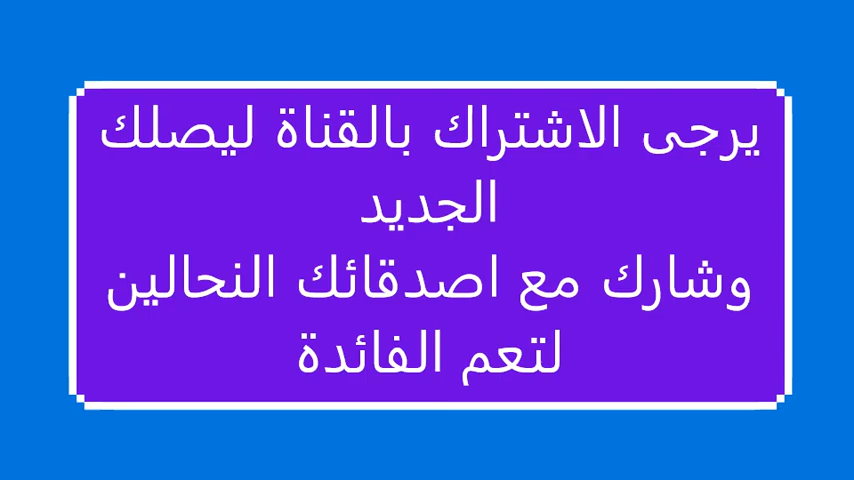 يرجى الاشتراك بالقناة ليصلك
الجديد
وشارك مع اصدقائك النحالين
لتعم الفائدة